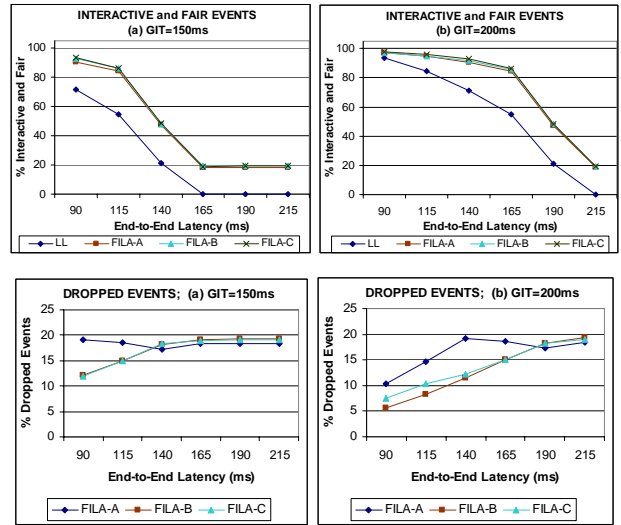 INTERACTIVE and FAIR EVENTS
(a) GIT=150ms
% Interactive and Fair
100
80
60
40
20
0
90 115 140 165 190 215
End-to-End Latency (ms)
LL FILA-A FILA-B FILA-C
INTERACTIVE and FAIR EVENTS
(b) GIT=200ms
% Interactive and Fair
100
80
60
40
20
0
90 115 140 165 190 215
End-to-End Latency (ms)
LL FILA-A FILA-B FILA-C
DROPPED EVENTS; (a) GIT=150ms
% Dropped Events
25
20
15
10
5
0
90 115 140 165 190 215
End-to-End Latency (ms)
FILA-A FILA-B FILA-C
DROPPED EVENTS; (b) GIT=200ms
% Dropped Events
25
20
15
10
5
0
90 115 140 165 190 215
End-to-End Latency (ms)
FILA-A FILA-B FILA-C